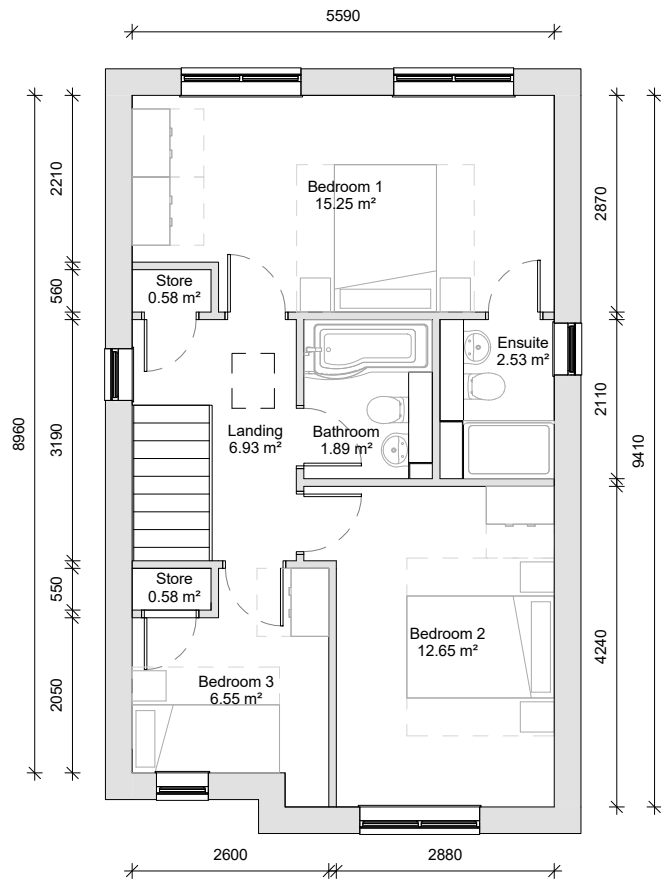 5590
2210
2870
Bedroom 1
15.25 m²
Store
0.58 m²
560
Ensuite
2.53 m²
2110
8960
3190
Landing
6.93 m²
Bathroom
1.89 m²
9410
550
Store
0.58 m²
Bedroom 2
12.65 m²
4240
2050
Bedroom 3
6.55 m²
2600
2880